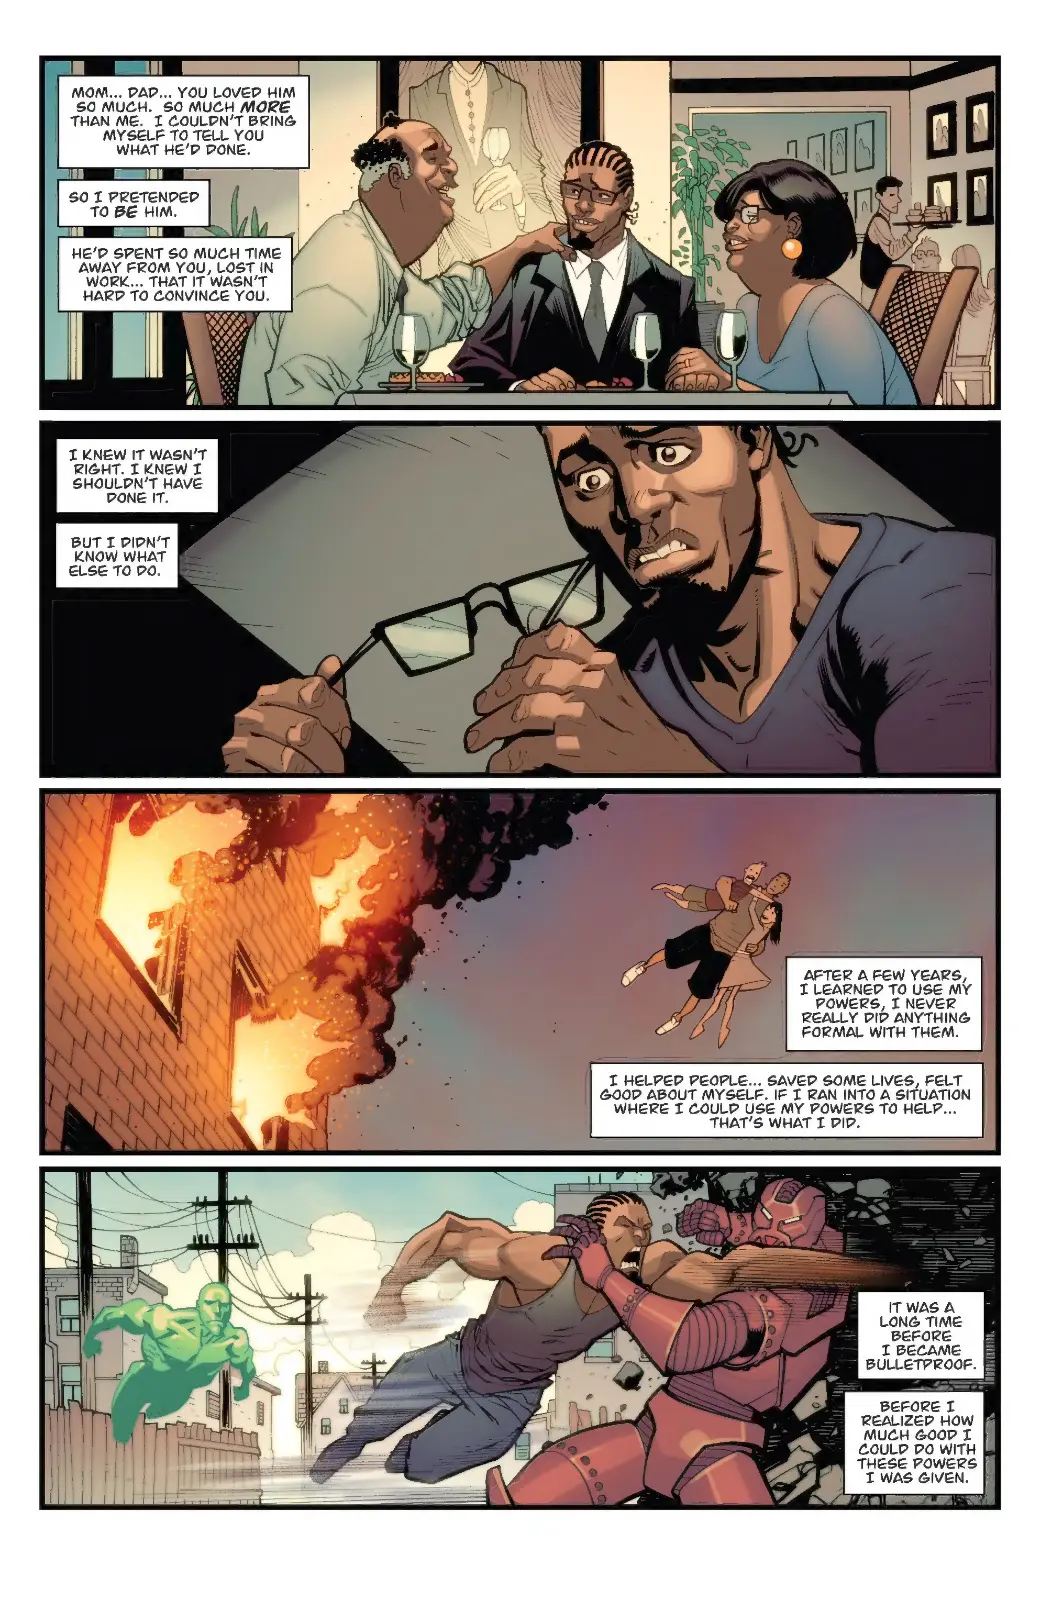 MOM... DAD... YOU LOVED HIM
SO MUCH. SO MUCH MORE
THAN ME. I COULDN'T BRING
MYSELF TO TELL YOU
WHAT HE'D DONE.
SO I PRETENDED
TO BE HIM.
HE'D SPENT SO MUCH TIME
AWAY FROM YOU, LOST IN
WORK... THAT IT WASN'T
HARD TO CONVINCE YOU.
I KNEW IT WASN'T
RIGHT. I KNEW I
SHOULDN'T HAVE
DONE IT.
BUT I DIDN'T
KNOW WHAT
ELSE TO DO.
AFTER A FEW YEARS,
I LEARNED TO USE MY
POWERS, I NEVER
REALLY DID ANYTHING
FORMAL WITH THEM.
I HELPED PEOPLE... SAVED SOME LIVES, FELT
GOOD ABOUT MYSELF. IF I RAN INTO A SITUATION
WHERE I COULD USE MY POWERS TO HELP...
THAT'S WHAT I DID.
IT WAS A
LONG TIME
BEFORE
I BECAME
BULLETPROOF.
BEFORE I
REALIZED HOW
MUCH GOOD I
COULD DO WITH
THESE POWERS
I WAS GIVEN.